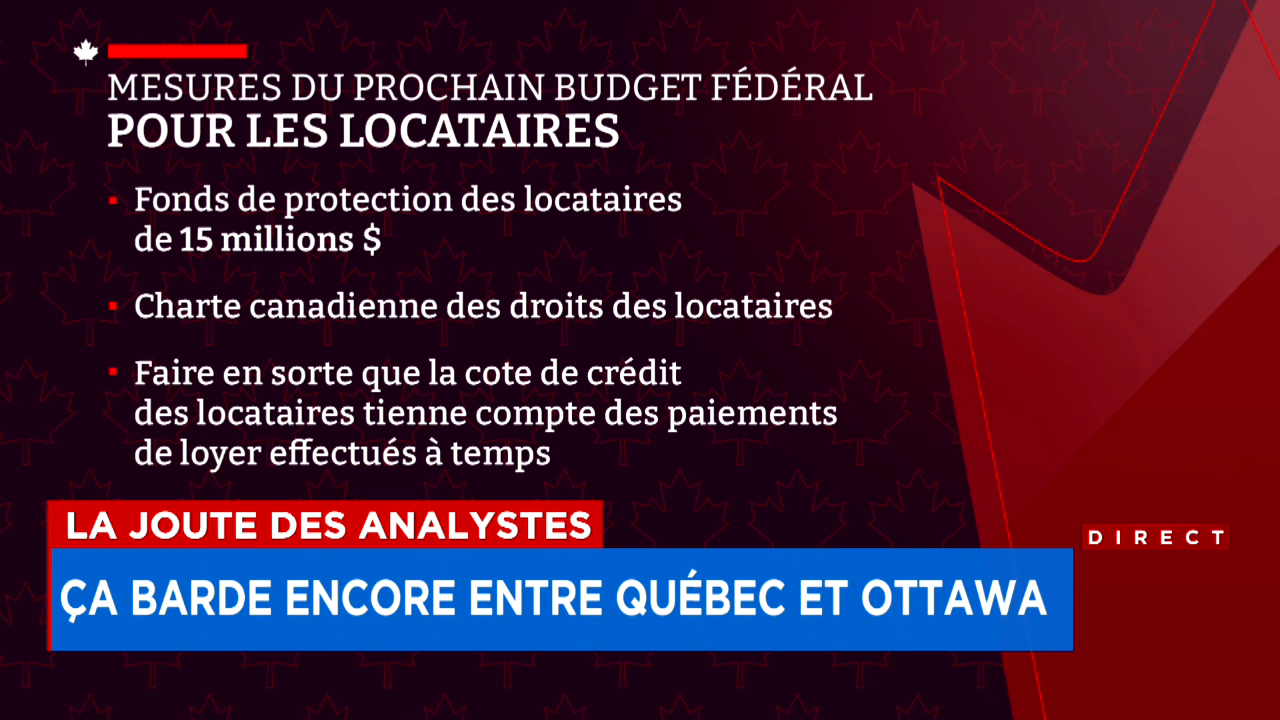 MESURES DU PROCHAIN BUDGET FÉDÉRAL
POUR LES LOCATAIRES
▪ Fonds de protection des locataires
de 15 millions $
▪ Charte canadienne des droits des locataires
▪ Faire en sorte que la cote de crédit
des locataires tienne compte des paiements
de loyer effectués à temps
LA JOUTE DES ANALYSTES
DIRECT
ÇA BARDE ENCORE ENTRE QUÉBEC ET OTTAWA